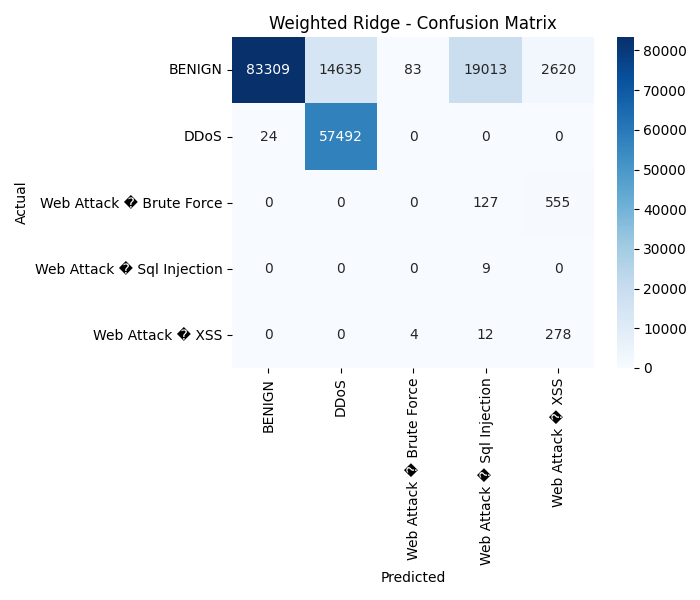 Weighted Ridge - Confusion Matrix
Actual
BENIGN 83309 14635 83 19013 2620
DDoS 24 57492 0 0 0
Web Attack � Brute Force 0 0 0 127 555
Web Attack � Sql Injection 0 0 0 9 0
Web Attack � XSS 0 0 4 12 278
BENIGN
DDoS
Web Attack � Brute Force
Web Attack � Sql Injection
Web Attack � XSS
Predicted
80000
70000
60000
50000
40000
30000
20000
10000
0